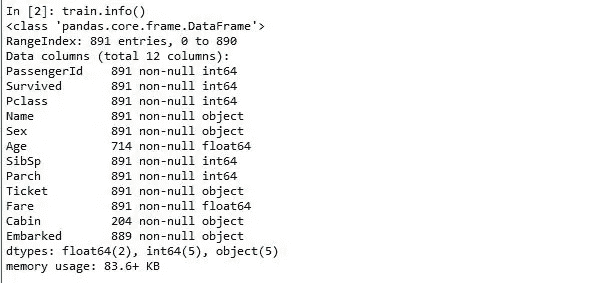 In [2]: train.info()
<class 'pandas.core.frame.DataFrame'>
RangeIndex: 891 entries, 0 to 890
Data columns (total 12 columns):
PassengerId    891 non-null int64
Survived       891 non-null int64
Pclass         891 non-null int64
Name           891 non-null object
Sex            891 non-null object
Age            714 non-null float64
SibSp          891 non-null int64
Parch          891 non-null int64
Ticket         891 non-null object
Fare           891 non-null float64
Cabin          204 non-null object
Embarked       889 non-null object
dtypes: float64(2), int64(5), object(5)
memory usage: 83.6+ KB